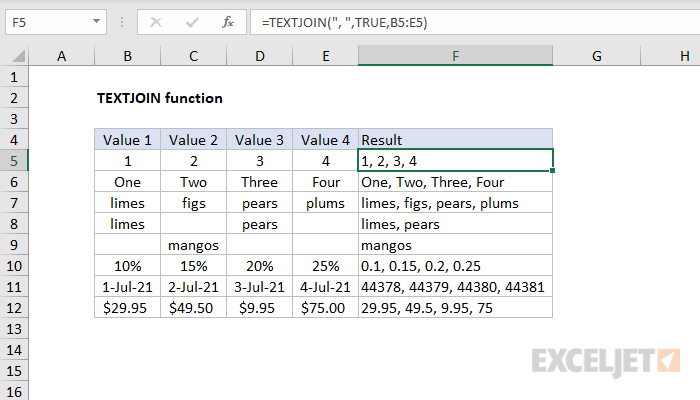 F5 fx =TEXTJOIN(", ",TRUE,B5:E5)
A B C D E F G H
1
2 TEXTJOIN function
3
4 Value 1 Value 2 Value 3 Value 4 Result
5 1 2 3 4 1, 2, 3, 4
6 One Two Three Four One, Two, Three, Four
7 limes figs pears plums limes, figs, pears, plums
8 limes pears limes, pears
9 mangos mangos
10 10% 15% 20% 25% 0.1, 0.15, 0.2, 0.25
11 1-Jul-21 2-Jul-21 3-Jul-21 4-Jul-21 44378, 44379, 44380, 44381
12 $29.95 $49.50 $9.95 $75.00 29.95, 49.5, 9.95, 75
13
14
15 EXCELJET
16